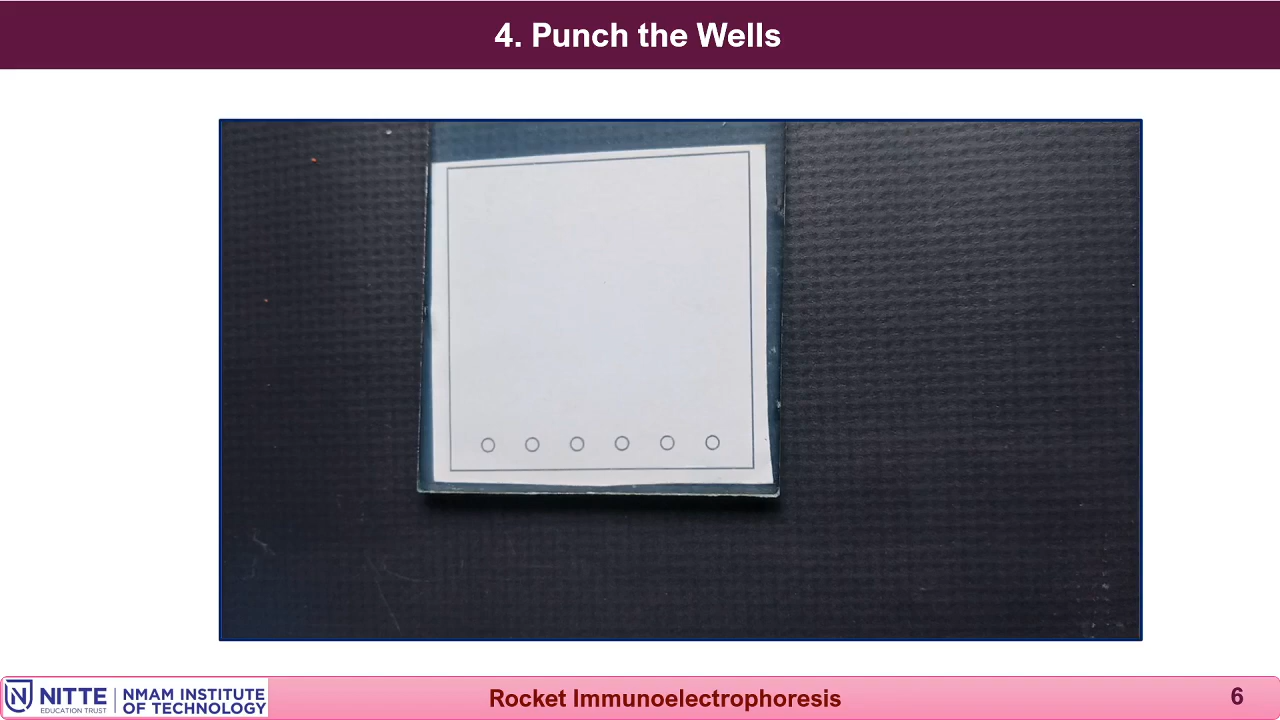 4. Punch the Wells
NITTE
EDUCATION TRUST
NMAM INSTITUTE
OF TECHNOLOGY
Rocket Immunoelectrophoresis
6